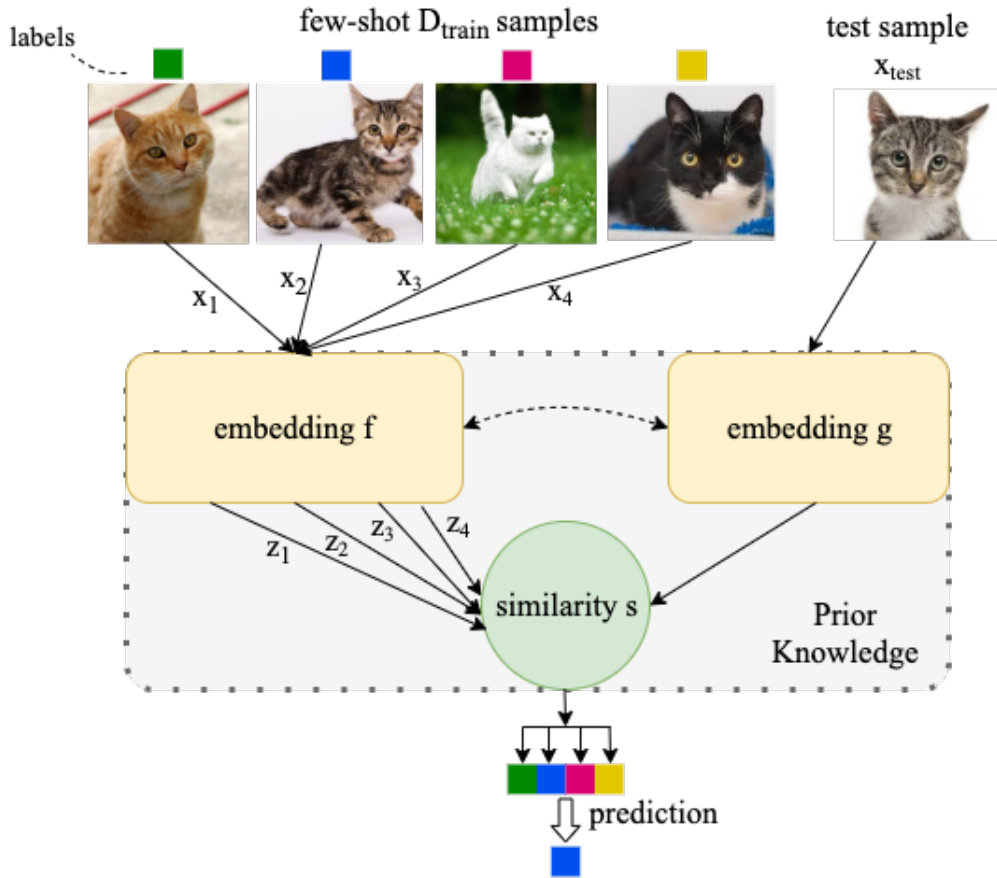 few-shot D_train samples
test sample
labels
x_test
x_1
x_2
x_3
x_4
embedding f
embedding g
z_1
z_2
z_3
z_4
similarity s
Prior
Knowledge
prediction